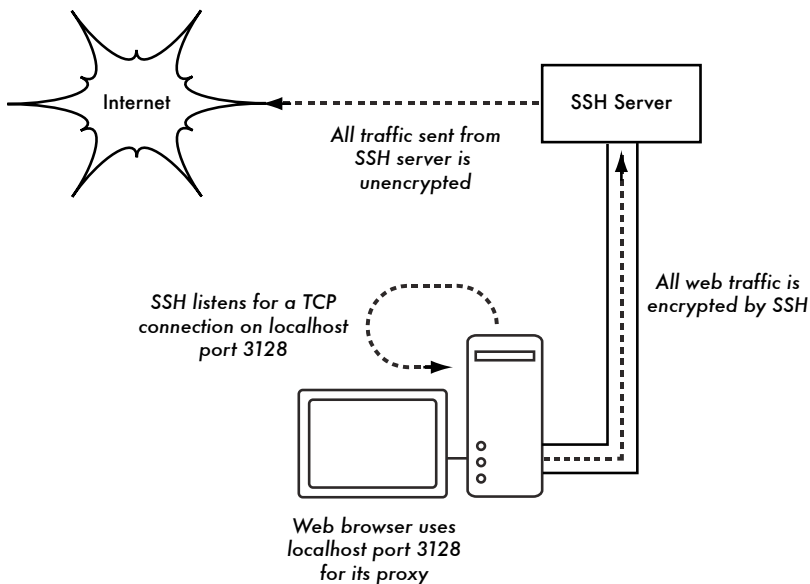 Internet
SSH Server
All traffic sent from
SSH server is
unencrypted
All web traffic is
encrypted by SSH
SSH listens for a TCP
connection on localhost
port 3128
Web browser uses
localhost port 3128
for its proxy